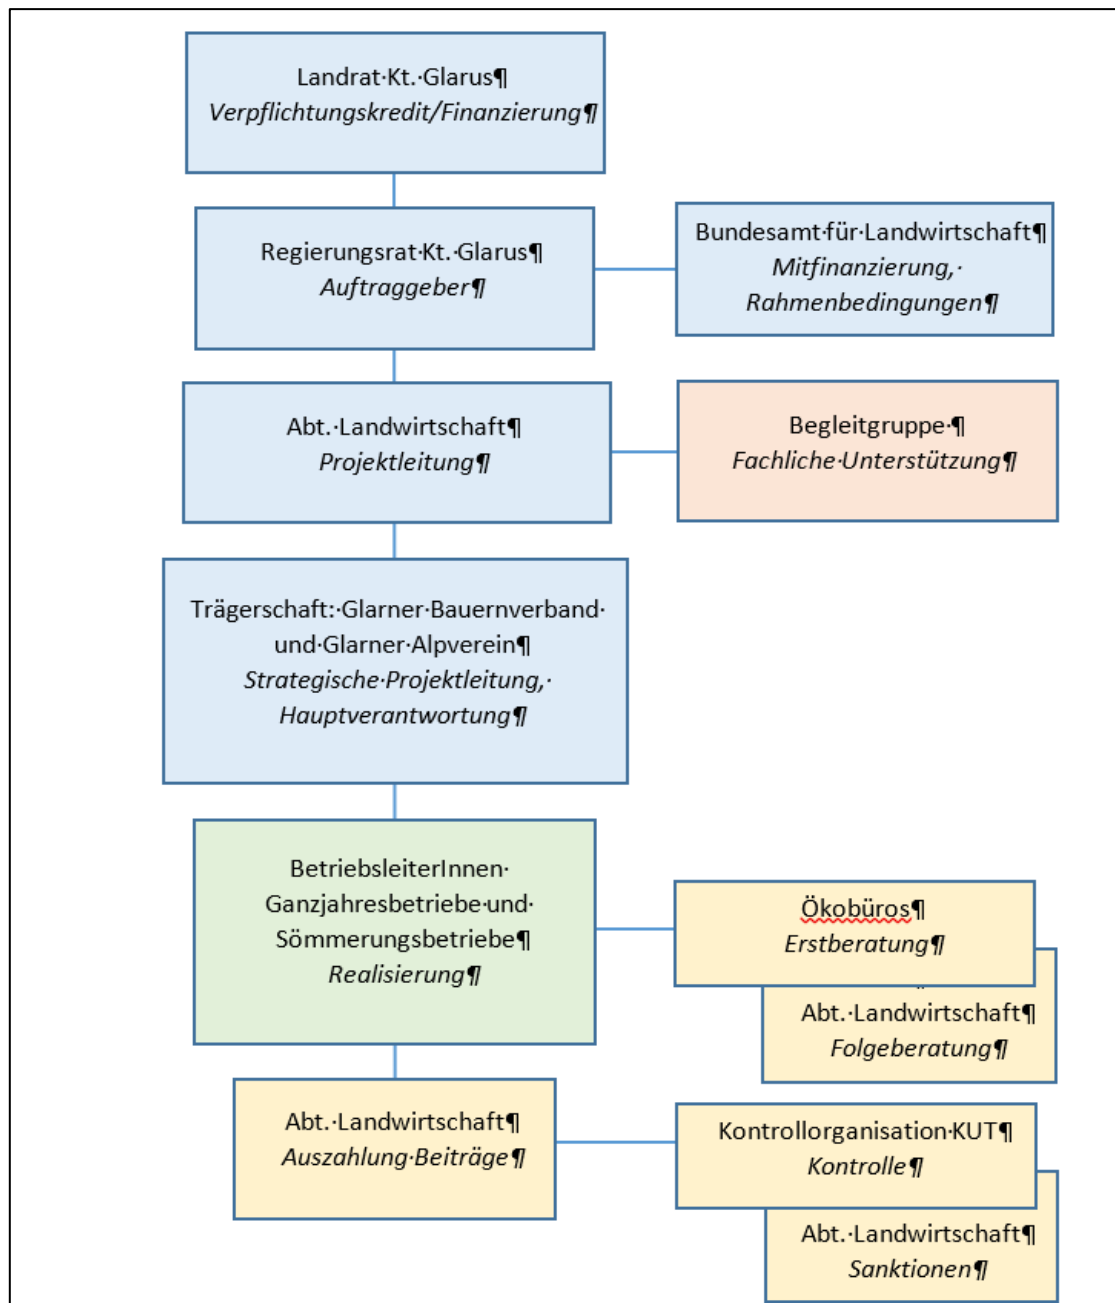 Landrat·Kt.·Glarus¶
Verpflichtungskredit/Finanzierung¶
Regierungsrat·Kt.·Glarus¶
Auftraggeber¶
Bundesamt·für·Landwirtschaft¶
Mitfinanzierung,·
Rahmenbedingungen¶
Abt.·Landwirtschaft¶
Projektleitung¶
Begleitgruppe·¶
Fachliche·Unterstützung¶
Trägerschaft:·Glarner·Bauernverband·
und·Glarner·Alpverein¶
Strategische·Projektleitung,·
Hauptverantwortung¶
BetriebsleiterInnen·
Ganzjahresbetriebe·und·
Sömmerungsbetriebe¶
Realisierung¶
Ökobüros¶
Erstberatung¶
Abt.·Landwirtschaft¶
Folgeberatung¶
Abt.·Landwirtschaft¶
Auszahlung·Beiträge¶
Kontrollorganisation·KUT¶
Kontrolle¶
Abt.·Landwirtschaft¶
Sanktionen¶